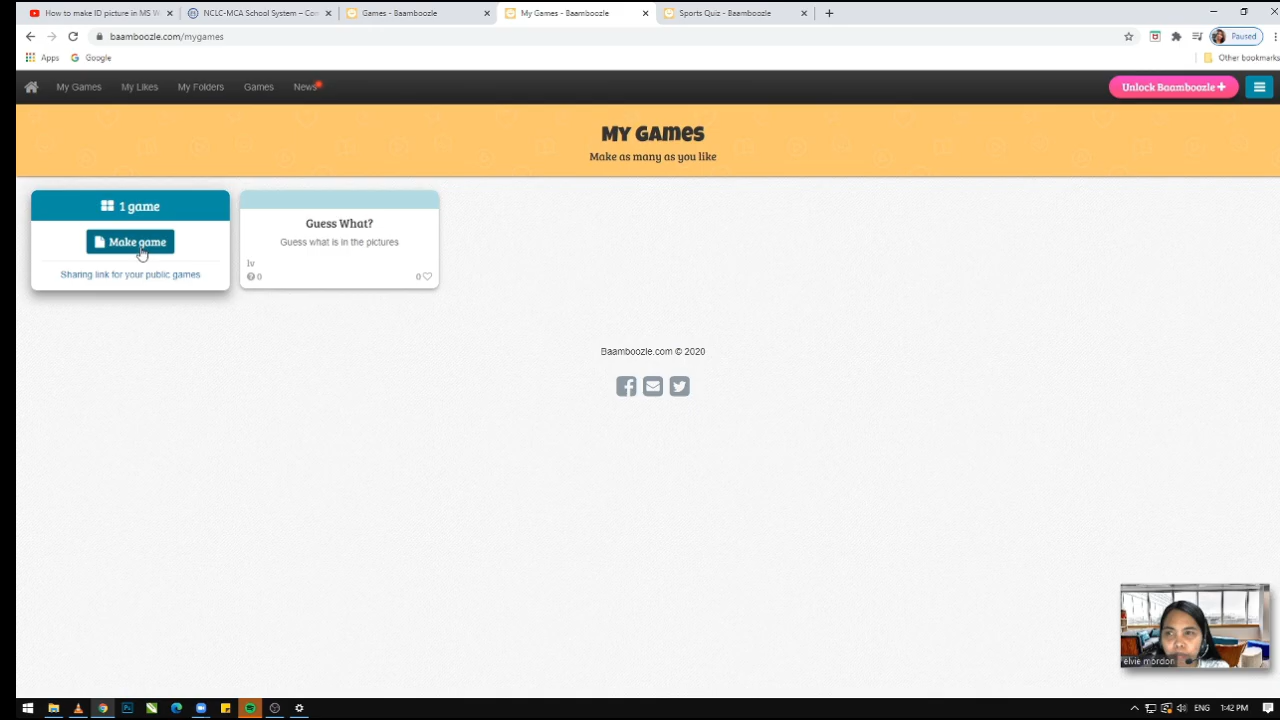 How to make ID picture in MS W
NCLC-MCA School System – Con
Games - Baamboozle
My Games - Baamboozle
Sports Quiz - Baamboozle
baamboozle.com/mygames
Paused
Apps
Google
Other bookmarks
My Games
My Likes
My Folders
Games
News
Unlock Baamboozle +
My Games
Make as many as you like
1 game
Make game
Sharing link for your public games
Guess What?
Guess what is in the pictures
lv
0
0
Baamboozle.com © 2020
elvie mordon
ENG
1:42 PM